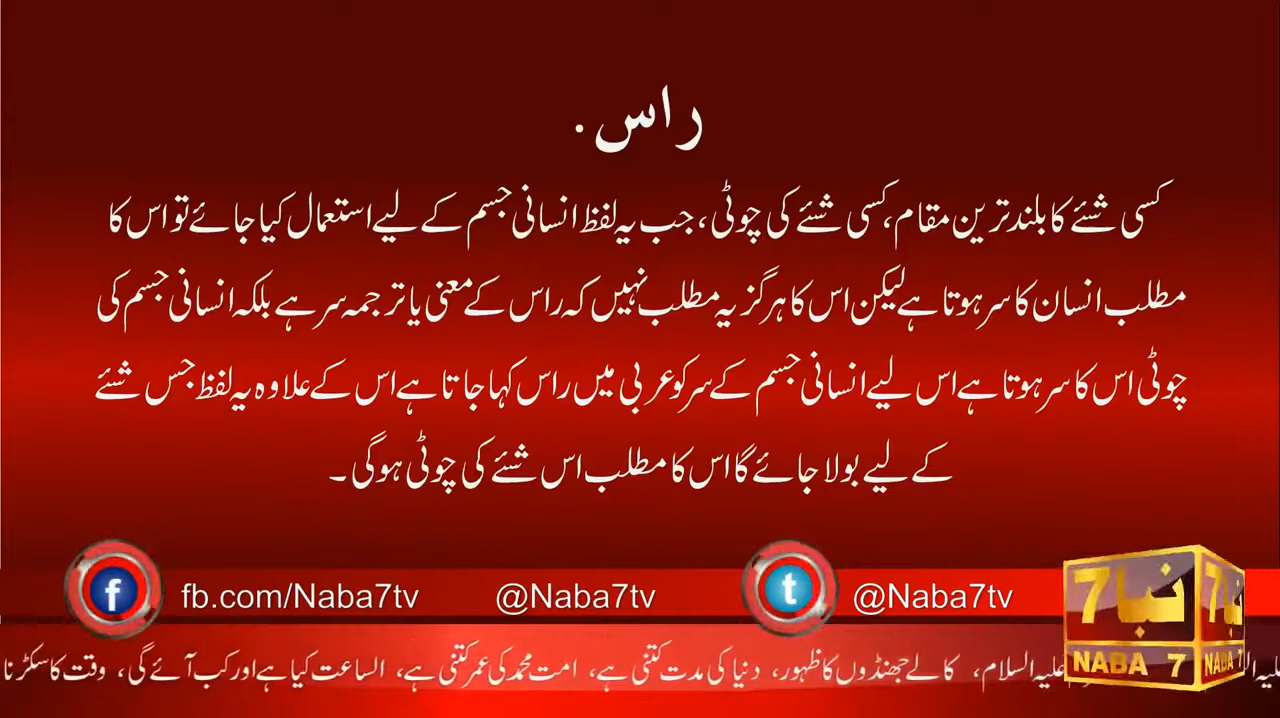 راس .
کسی شئے کا بلند ترین مقام، کسی شئے کی چوٹی، جب یہ لفظ انسانی جسم کے لیے استعمال کیا جائے تو اس کا
مطلب انسان کا سر ہوتا ہے لیکن اس کا ہرگز یہ مطلب نہیں کہ راس کے معنی یا ترجمہ سر ہے بلکہ انسانی جسم کی
چوٹی اس کا سر ہوتا ہے اس لیے انسانی جسم کے سر کو عربی میں راس کہا جاتا ہے اس کے علاوہ یہ لفظ جس شئے
کے لیے بولا جائے گا اس کا مطلب اس شئے کی چوٹی ہوگی۔
fb.com/Naba7tv @Naba7tv @Naba7tv
نبا 7 نبا 7
NABA 7 NABA 7
علیہ السلام، کالے جھنڈوں کا ظہور، دنیا کی مدت کتنی ہے، امت محمد کی عمر کتنی ہے، الساعت کیا ہے اور کب آئے گی، وقت کا سکڑنا